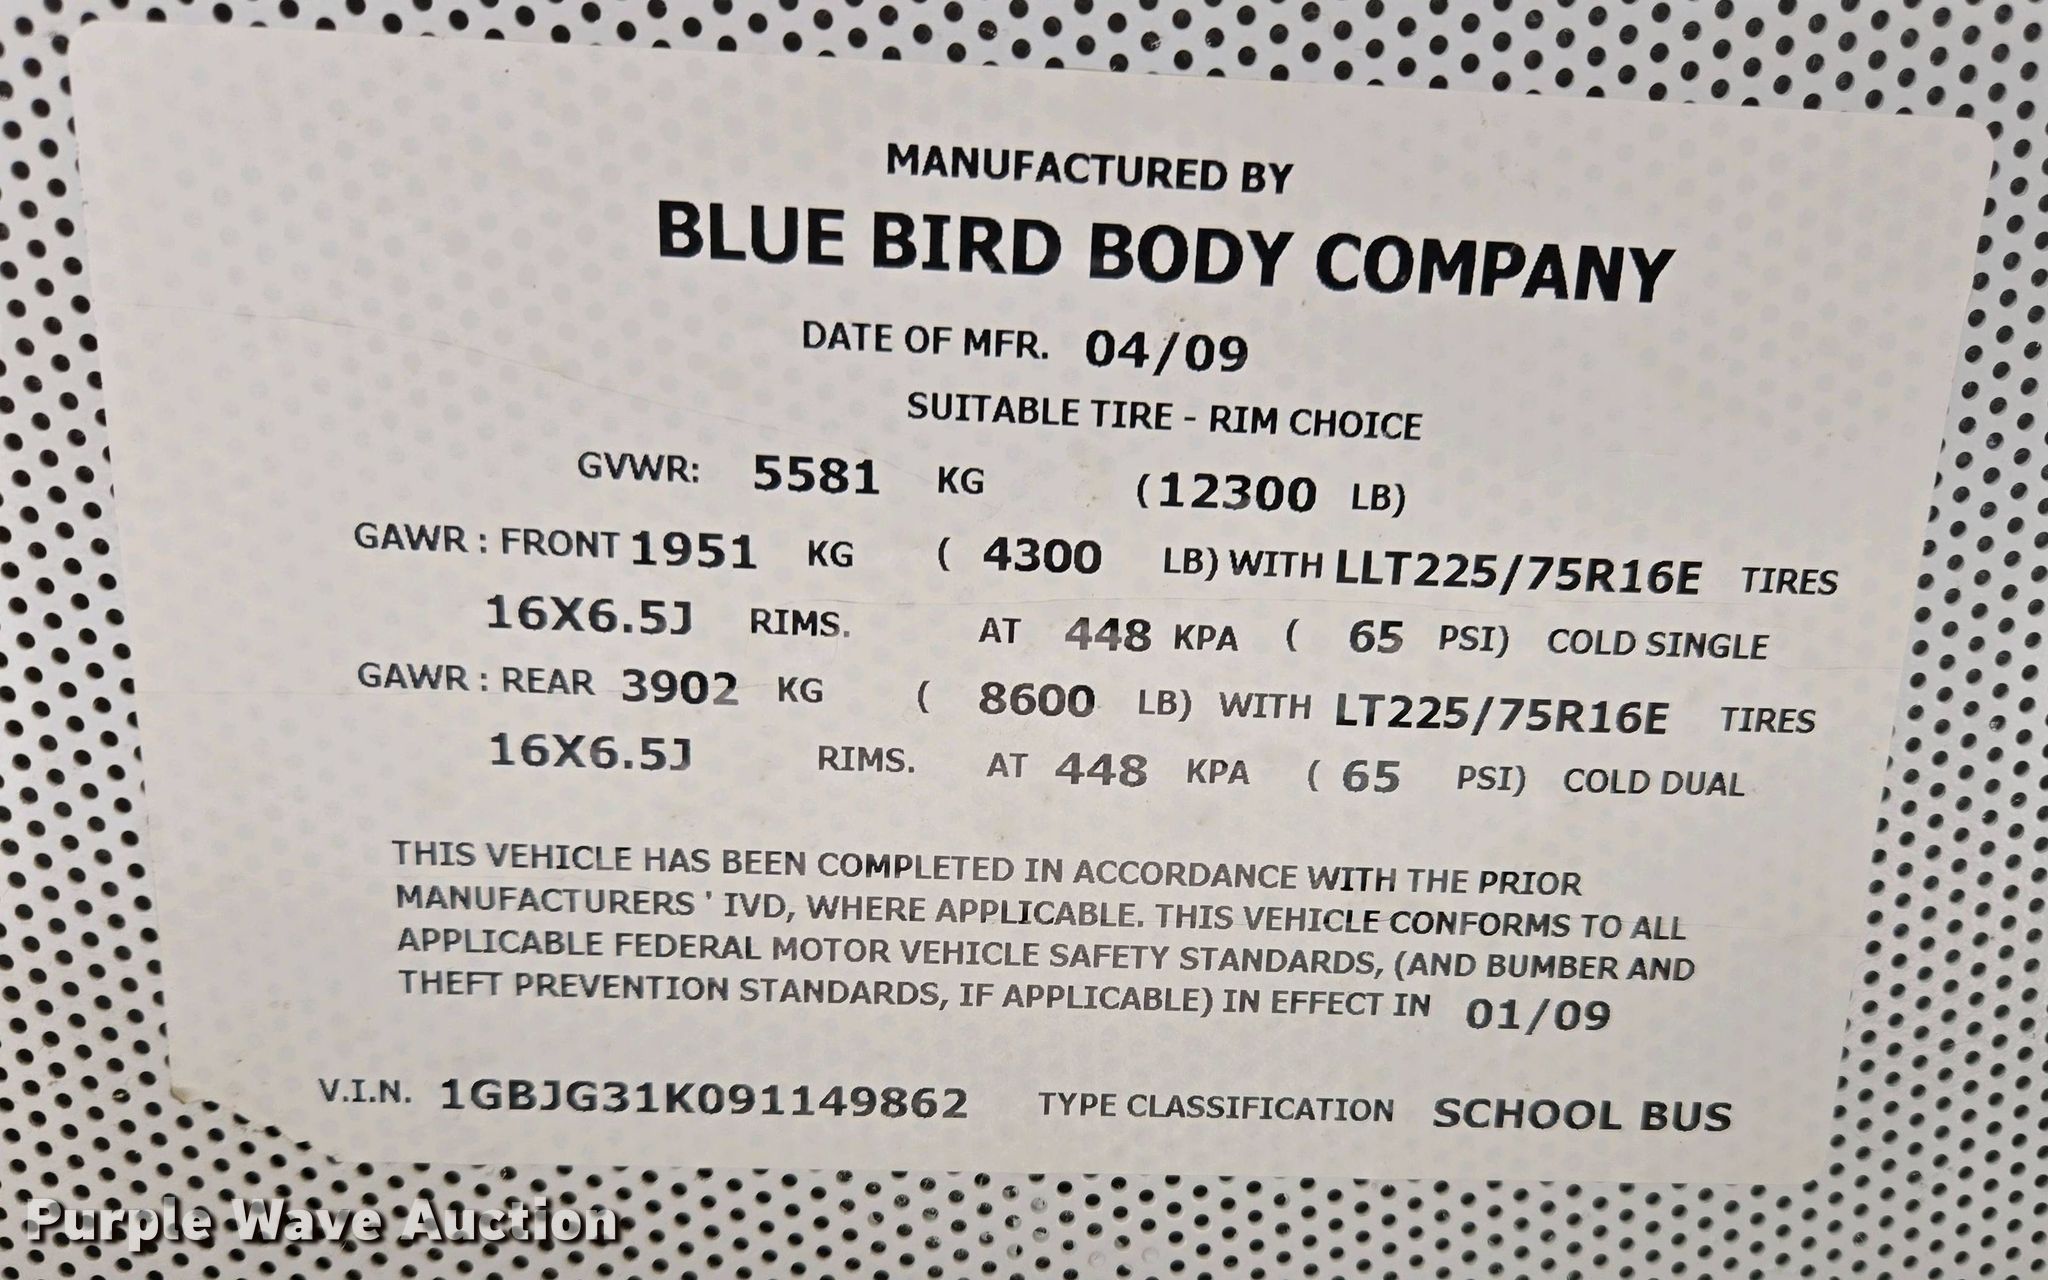 MANUFACTURED BY
BLUE BIRD BODY COMPANY
DATE OF MFR. 04/09
SUITABLE TIRE - RIM CHOICE
GVWR: 5581 KG (12300 LB)
GAWR : FRONT 1951 KG ( 4300 LB) WITH LLT225/75R16E TIRES
16X6.5J RIMS. AT 448 KPA ( 65 PSI) COLD SINGLE
GAWR : REAR 3902 KG ( 8600 LB) WITH LT225/75R16E TIRES
16X6.5J RIMS. AT 448 KPA ( 65 PSI) COLD DUAL
THIS VEHICLE HAS BEEN COMPLETED IN ACCORDANCE WITH THE PRIOR
MANUFACTURERS ' IVD, WHERE APPLICABLE. THIS VEHICLE CONFORMS TO ALL
APPLICABLE FEDERAL MOTOR VEHICLE SAFETY STANDARDS, (AND BUMBER AND
THEFT PREVENTION STANDARDS, IF APPLICABLE) IN EFFECT IN 01/09
V.I.N. 1GBJG31K091149862 TYPE CLASSIFICATION SCHOOL BUS
Purple Wave Auction